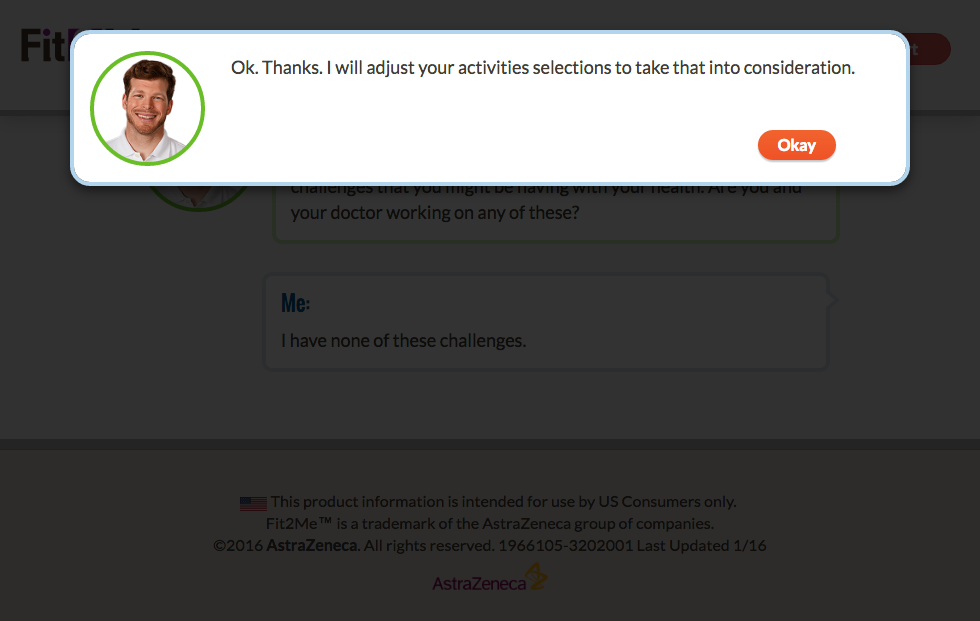 Fit
Ok. Thanks. I will adjust your activities selections to take that into consideration.
Okay
challenges that you might be having with your health. Are you and
your doctor working on any of these?
Me:
I have none of these challenges.
This product information is intended for use by US Consumers only.
Fit2Me™ is a trademark of the AstraZeneca group of companies.
©2016 AstraZeneca. All rights reserved. 1966105-3202001 Last Updated 1/16
AstraZeneca